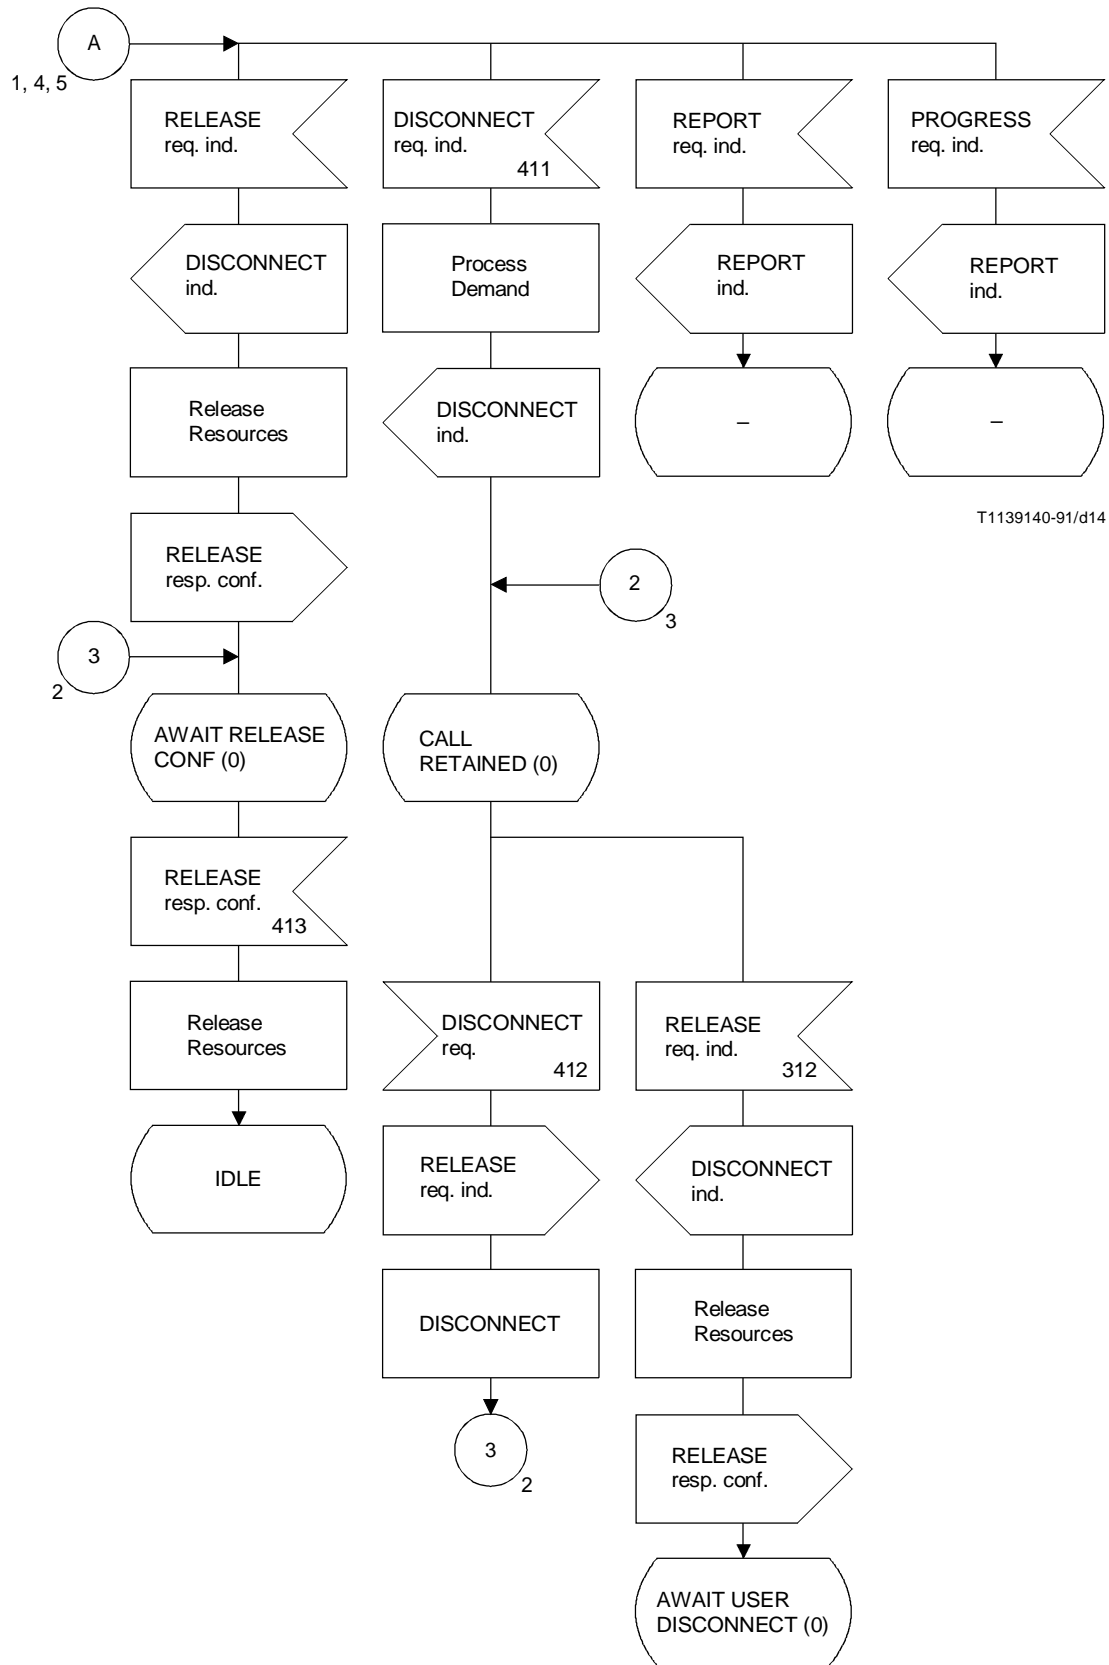 A
1, 4, 5
RELEASE
req. ind.
DISCONNECT
req. ind.
411
REPORT
req. ind.
PROGRESS
req. ind.
DISCONNECT
ind.
Process
Demand
REPORT
ind.
REPORT
ind.
Release
Resources
DISCONNECT
ind.
–
–
T1139140-91/d14
RELEASE
resp. conf.
2
3
3
2
AWAIT RELEASE
CONF (0)
CALL
RETAINED (0)
RELEASE
resp. conf.
413
Release
Resources
DISCONNECT
req.
412
RELEASE
req. ind.
312
IDLE
RELEASE
req. ind.
DISCONNECT
ind.
DISCONNECT
Release
Resources
3
2
RELEASE
resp. conf.
AWAIT USER
DISCONNECT (0)